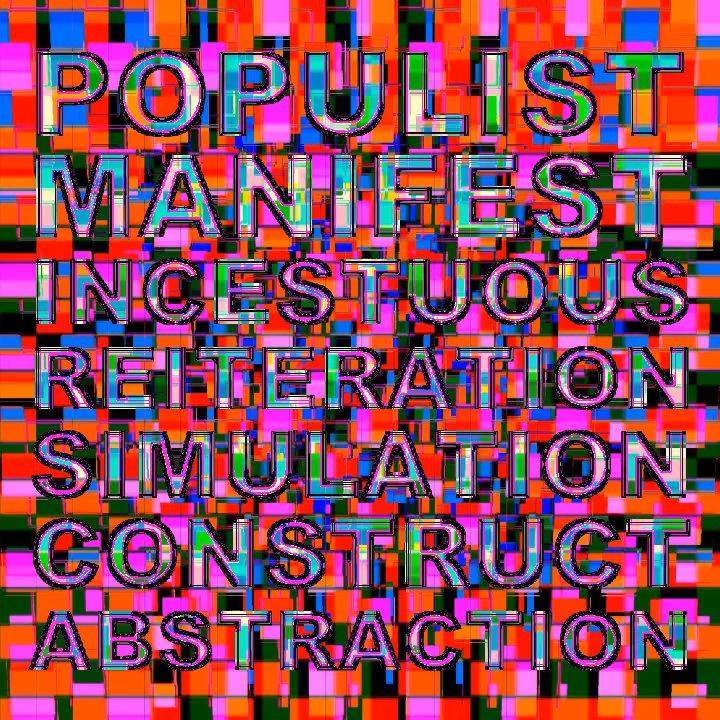 POPULIST
MANIFEST
INCESTUOUS
REITERATION
SIMULATION
CONSTRUCT
ABSTRACTION